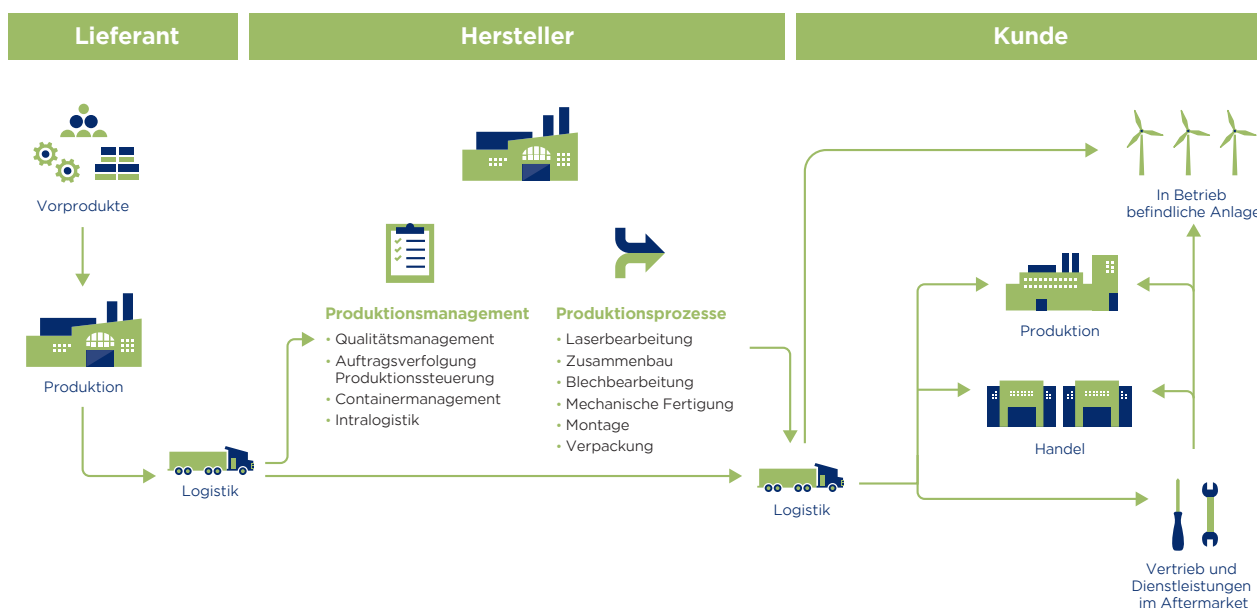 Lieferant
Hersteller
Kunde
Vorprodukte
Produktion
Logistik
Produktionsmanagement
• Qualitätsmanagement
• Auftragsverfolgung
Produktionssteuerung
• Containermanagement
• Intralogistik
Produktionsprozesse
• Laserbearbeitung
• Zusammenbau
• Blechbearbeitung
• Mechanische Fertigung
• Montage
• Verpackung
Logistik
In Betrieb
befindliche Anlage
Produktion
Handel
Vertrieb und
Dienstleistungen
im Aftermarket